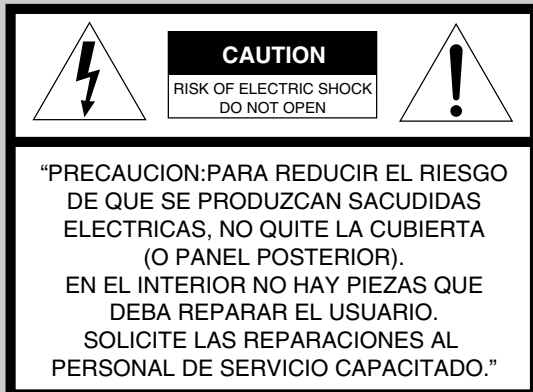 CAUTION
RISK OF ELECTRIC SHOCK
DO NOT OPEN
“PRECAUCION:PARA REDUCIR EL RIESGO
DE QUE SE PRODUZCAN SACUDIDAS
ELECTRICAS, NO QUITE LA CUBIERTA
(O PANEL POSTERIOR).
EN EL INTERIOR NO HAY PIEZAS QUE
DEBA REPARAR EL USUARIO.
SOLICITE LAS REPARACIONES AL
PERSONAL DE SERVICIO CAPACITADO.”